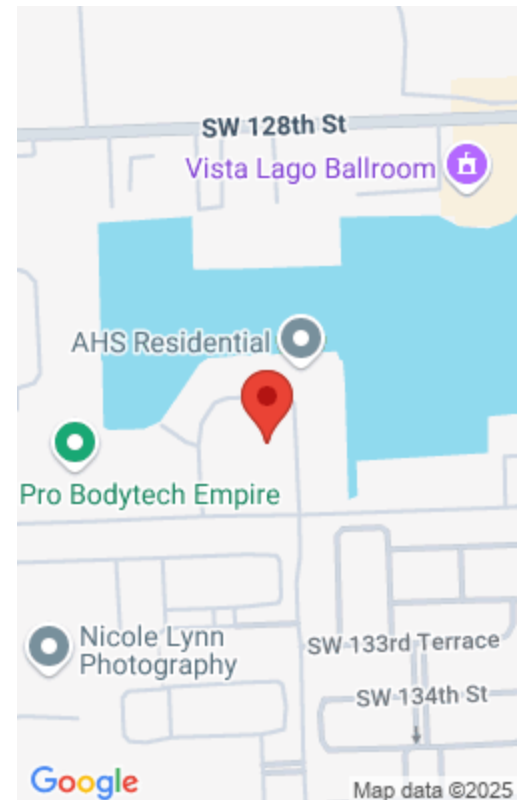 SW 128th St
Vista Lago Ballroom
AHS Residential
Pro Bodytech Empire
Nicole Lynn
Photography
SW 133rd Terrace
SW 134th St
Google
Map data ©2025